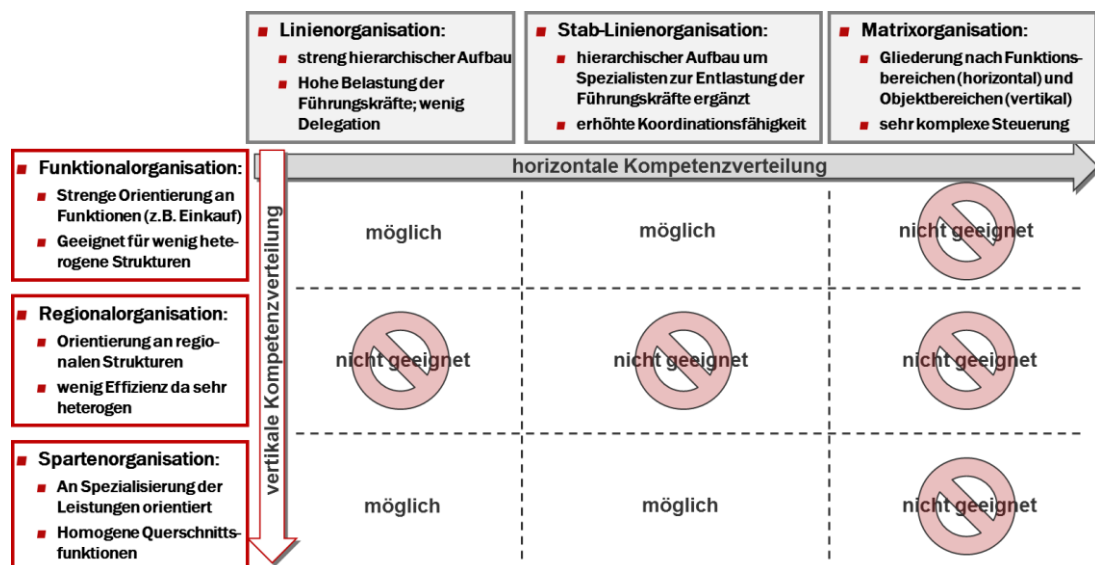 Linienorganisation:
streng hierarchischer Aufbau
Hohe Belastung der
Führungskräfte; wenig
Delegation
Stab-Linienorganisation:
hierarchischer Aufbau um
Spezialisten zur Entlastung der
Führungskräfte ergänzt
erhöhte Koordinationsfähigkeit
Matrixorganisation:
Gliederung nach Funktions-
bereichen (horizontal) und
Objektbereichen (vertikal)
sehr komplexe Steuerung
horizontale Kompetenzverteilung
vertikale Kompetenzverteilung
Funktionalorganisation:
Strenge Orientierung an
Funktionen (z.B. Einkauf)
Geeignet für wenig hete-
rogene Strukturen
möglich
möglich
nicht geeignet
Regionalorganisation:
Orientierung an regio-
nalen Strukturen
wenig Effizienz da sehr
heterogen
nicht geeignet
nicht geeignet
nicht geeignet
Spartenorganisation:
An Spezialisierung der
Leistungen orientiert
Homogene Querschnitts-
funktionen
möglich
möglich
nicht geeignet